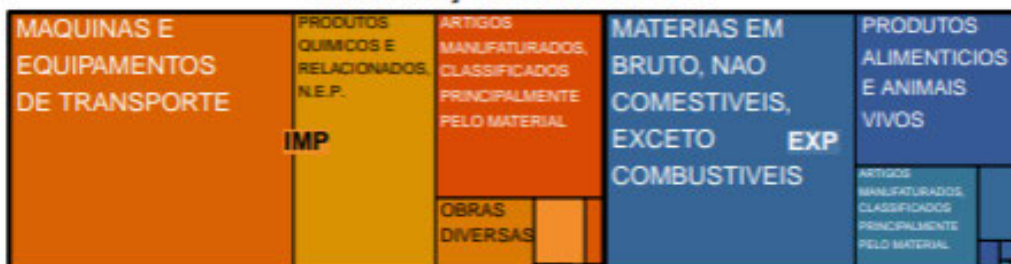 MAQUINAS E
EQUIPAMENTOS
DE TRANSPORTE
IMP
PRODUTOS
QUIMICOS E
RELACIONADOS,
N.E.P.
ARTIGOS
MANUFATURADOS,
CLASSIFICADOS
PRINCIPALMENTE
PELO MATERIAL
OBRAS
DIVERSAS
MATERIAS EM
BRUTO, NAO
COMESTIVEIS,
EXCETO
COMBUSTIVEIS
EXP
PRODUTOS
ALIMENTICIOS
E ANIMAIS
VIVOS
ARTIGOS
MANUFATURADOS,
CLASSIFICADOS
PRINCIPALMENTE
PELO MATERIAL